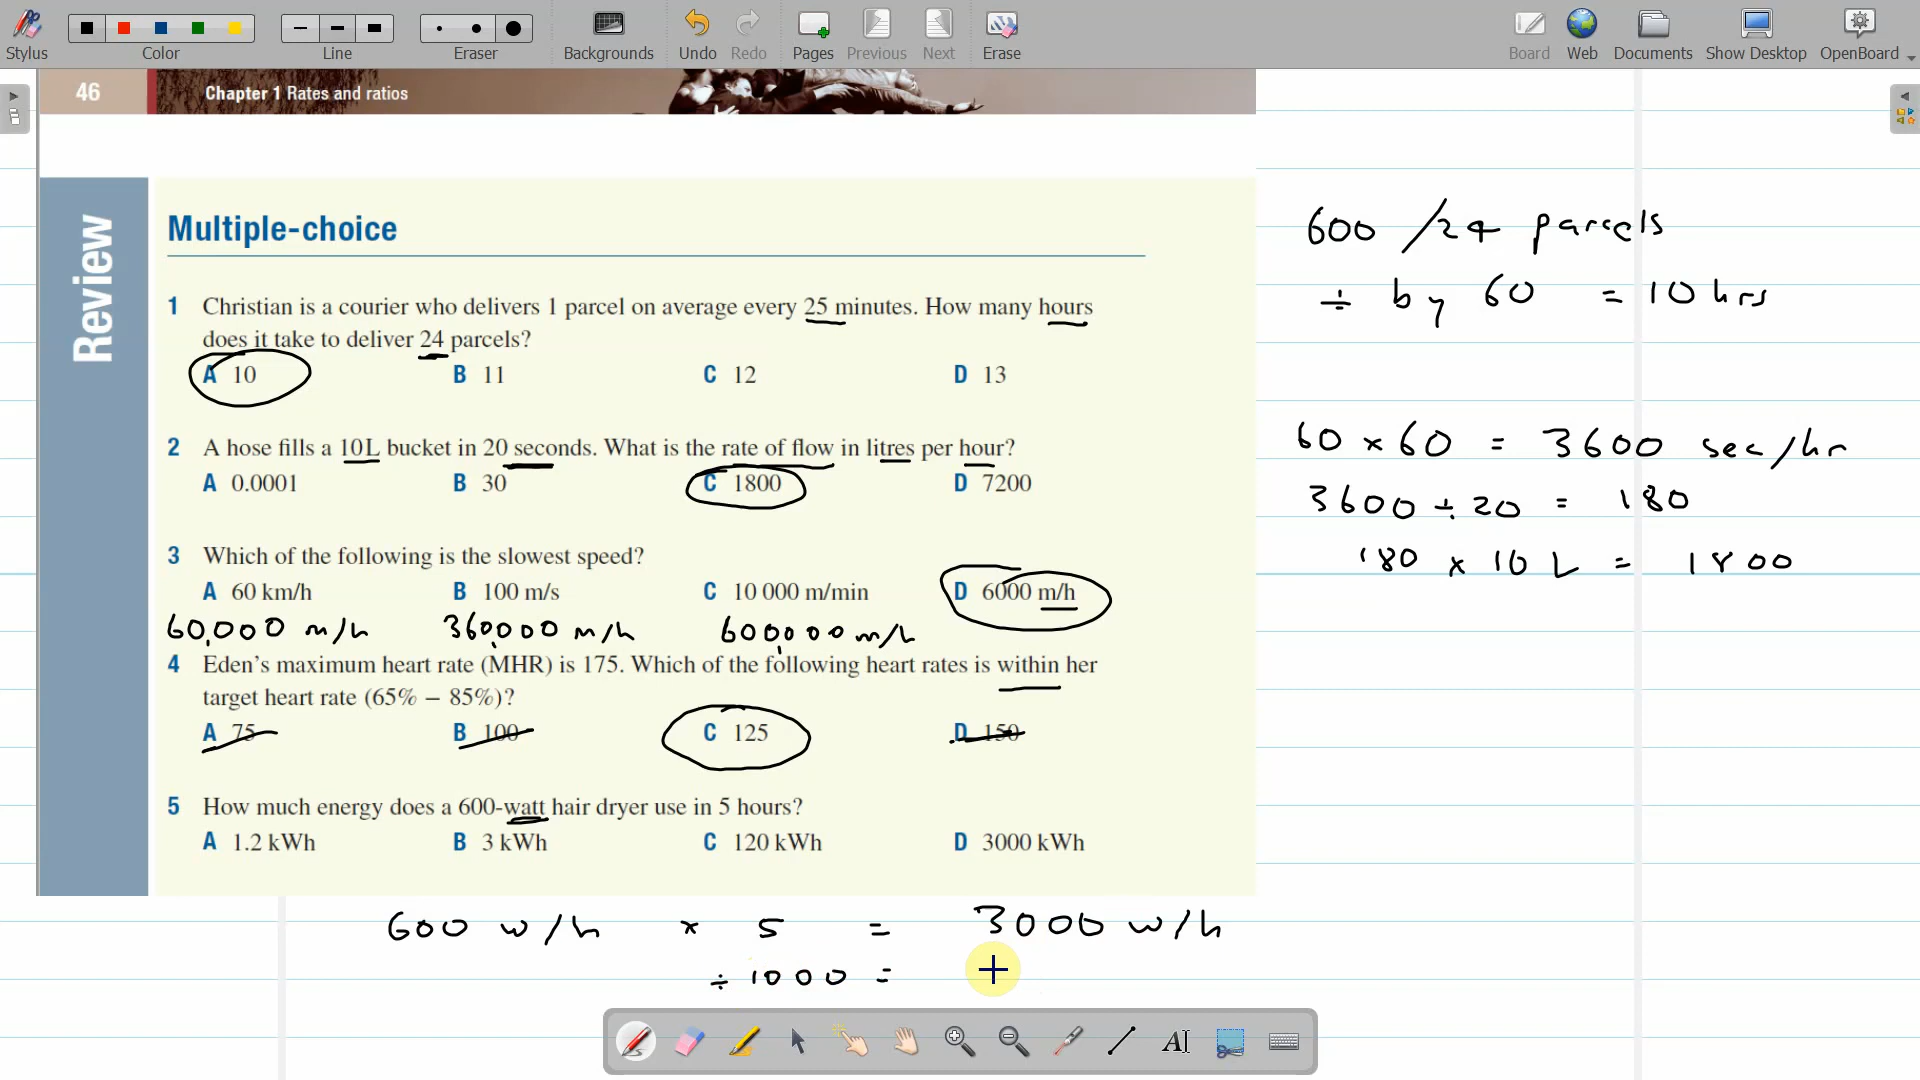 Stylus Color Line Eraser Backgrounds Undo Redo Pages Previous Next Erase Board Web Documents Show Desktop OpenBoard
46 Chapter 1 Rates and ratios
Review
Multiple-choice
1 Christian is a courier who delivers 1 parcel on average every 25 minutes. How many hours
does it take to deliver 24 parcels?
A 10 B 11 C 12 D 13
2 A hose fills a 10L bucket in 20 seconds. What is the rate of flow in litres per hour?
A 0.0001 B 30 C 1800 D 7200
3 Which of the following is the slowest speed?
A 60 km/h B 100 m/s C 10 000 m/min D 6000 m/h
60,000 m/h 360,000 m/h 600,000 m/h
4 Eden's maximum heart rate (MHR) is 175. Which of the following heart rates is within her
target heart rate (65% − 85%)?
A 75 B 100 C 125 D 150
5 How much energy does a 600-watt hair dryer use in 5 hours?
A 1.2 kWh B 3 kWh C 120 kWh D 3000 kWh
600 w/h × 5 = 3000 w/h
÷ 1000 =
600 /24 parcels
÷ by 60 = 10 hrs
60 × 60 = 3600 sec/hr
3600 ÷ 20 = 180
180 × 10 L = 1800